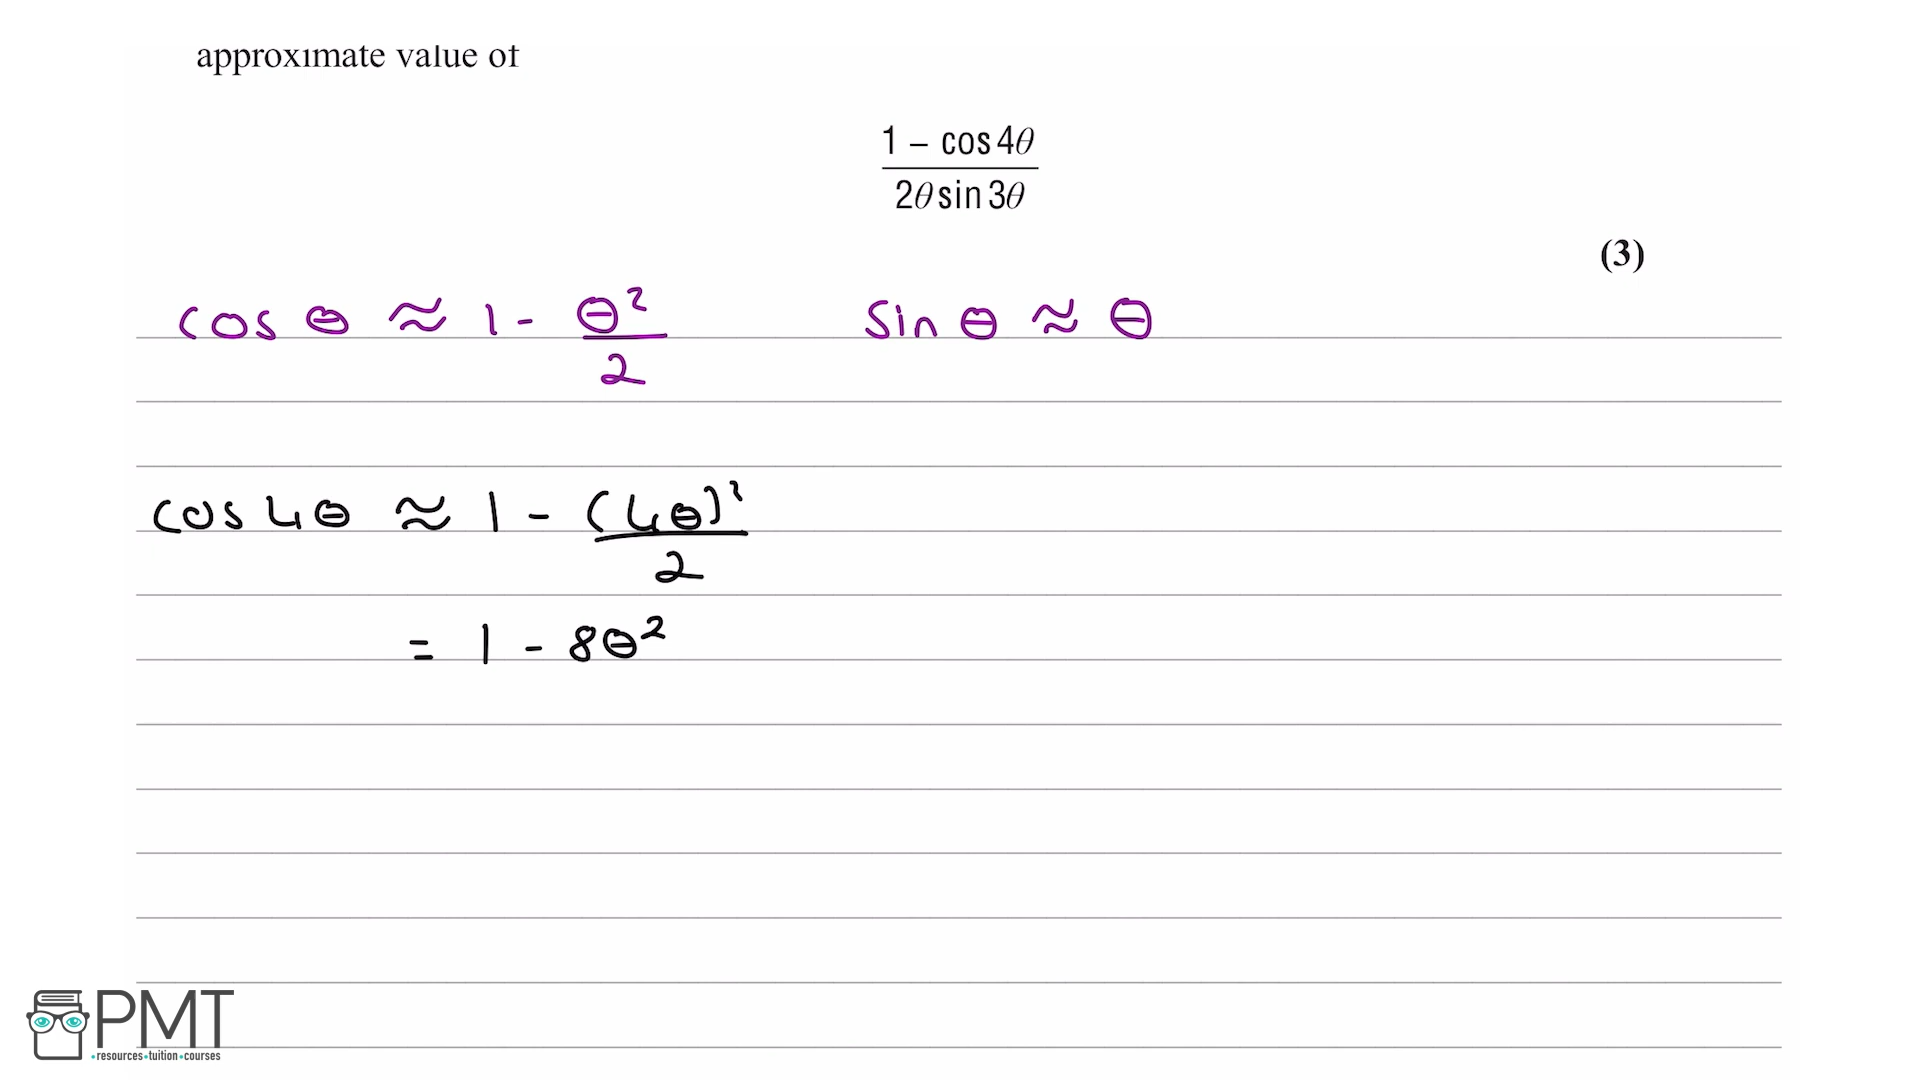 approximate value of
1 – cos 4θ
2θ sin 3θ
(3)
cos θ ≈ 1 - θ²/2 sin θ ≈ θ
cos 4θ ≈ 1 - (4θ)²/2
= 1 - 8θ²
PMT
•resources•tuition•courses